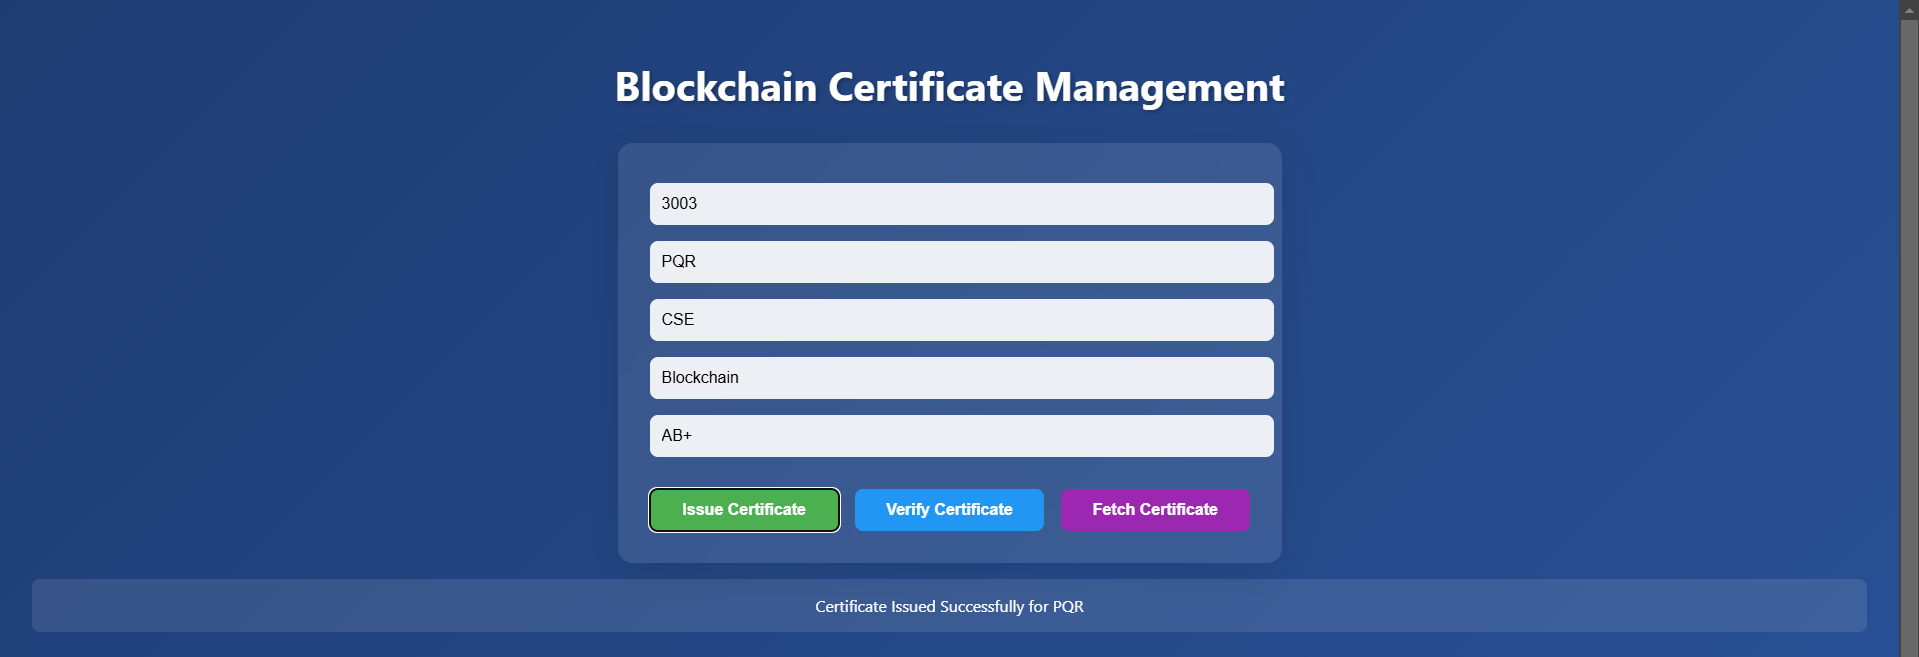 Blockchain Certificate Management
3003
PQR
CSE
Blockchain
AB+
Issue Certificate Verify Certificate Fetch Certificate
Certificate Issued Successfully for PQR